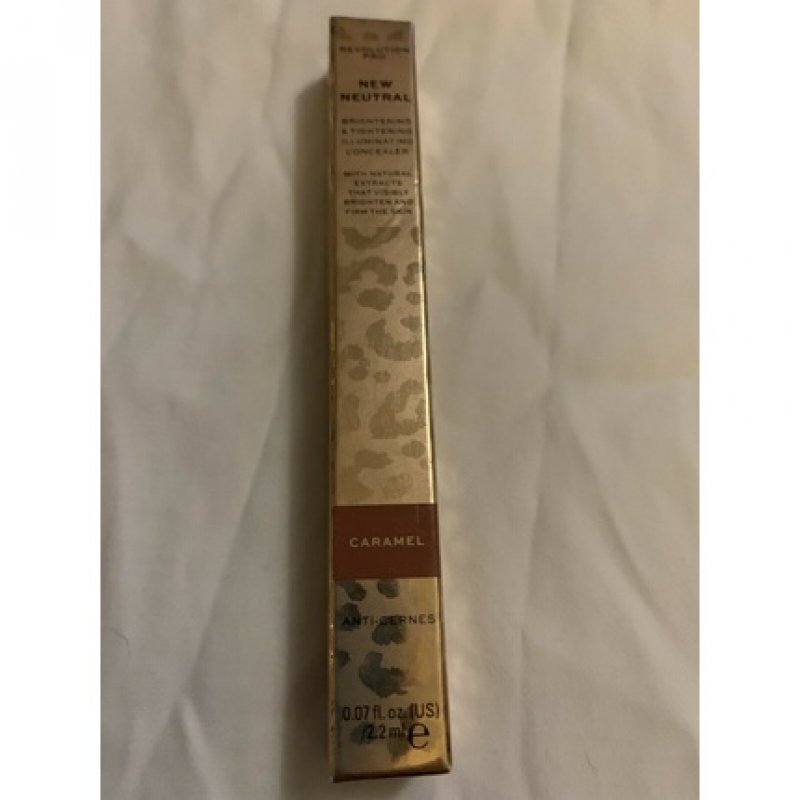 REVOLUTION
PRO
NEW
NEUTRAL
BRIGHTENING
& TIGHTENING
ILLUMINATING
CONCEALER
WITH NATURAL
EXTRACTS
THAT VISIBLY
BRIGHTEN AND
FIRM THE SKIN
CARAMEL
ANTI-CERNES
0.07 fl. oz. (US)
/2.2 ml e